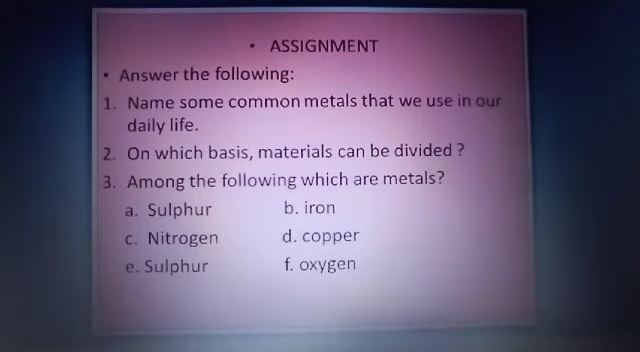 • ASSIGNMENT
• Answer the following:
1. Name some common metals that we use in our
daily life.
2. On which basis, materials can be divided ?
3. Among the following which are metals?
a. Sulphur b. iron
c. Nitrogen d. copper
e. Sulphur f. oxygen